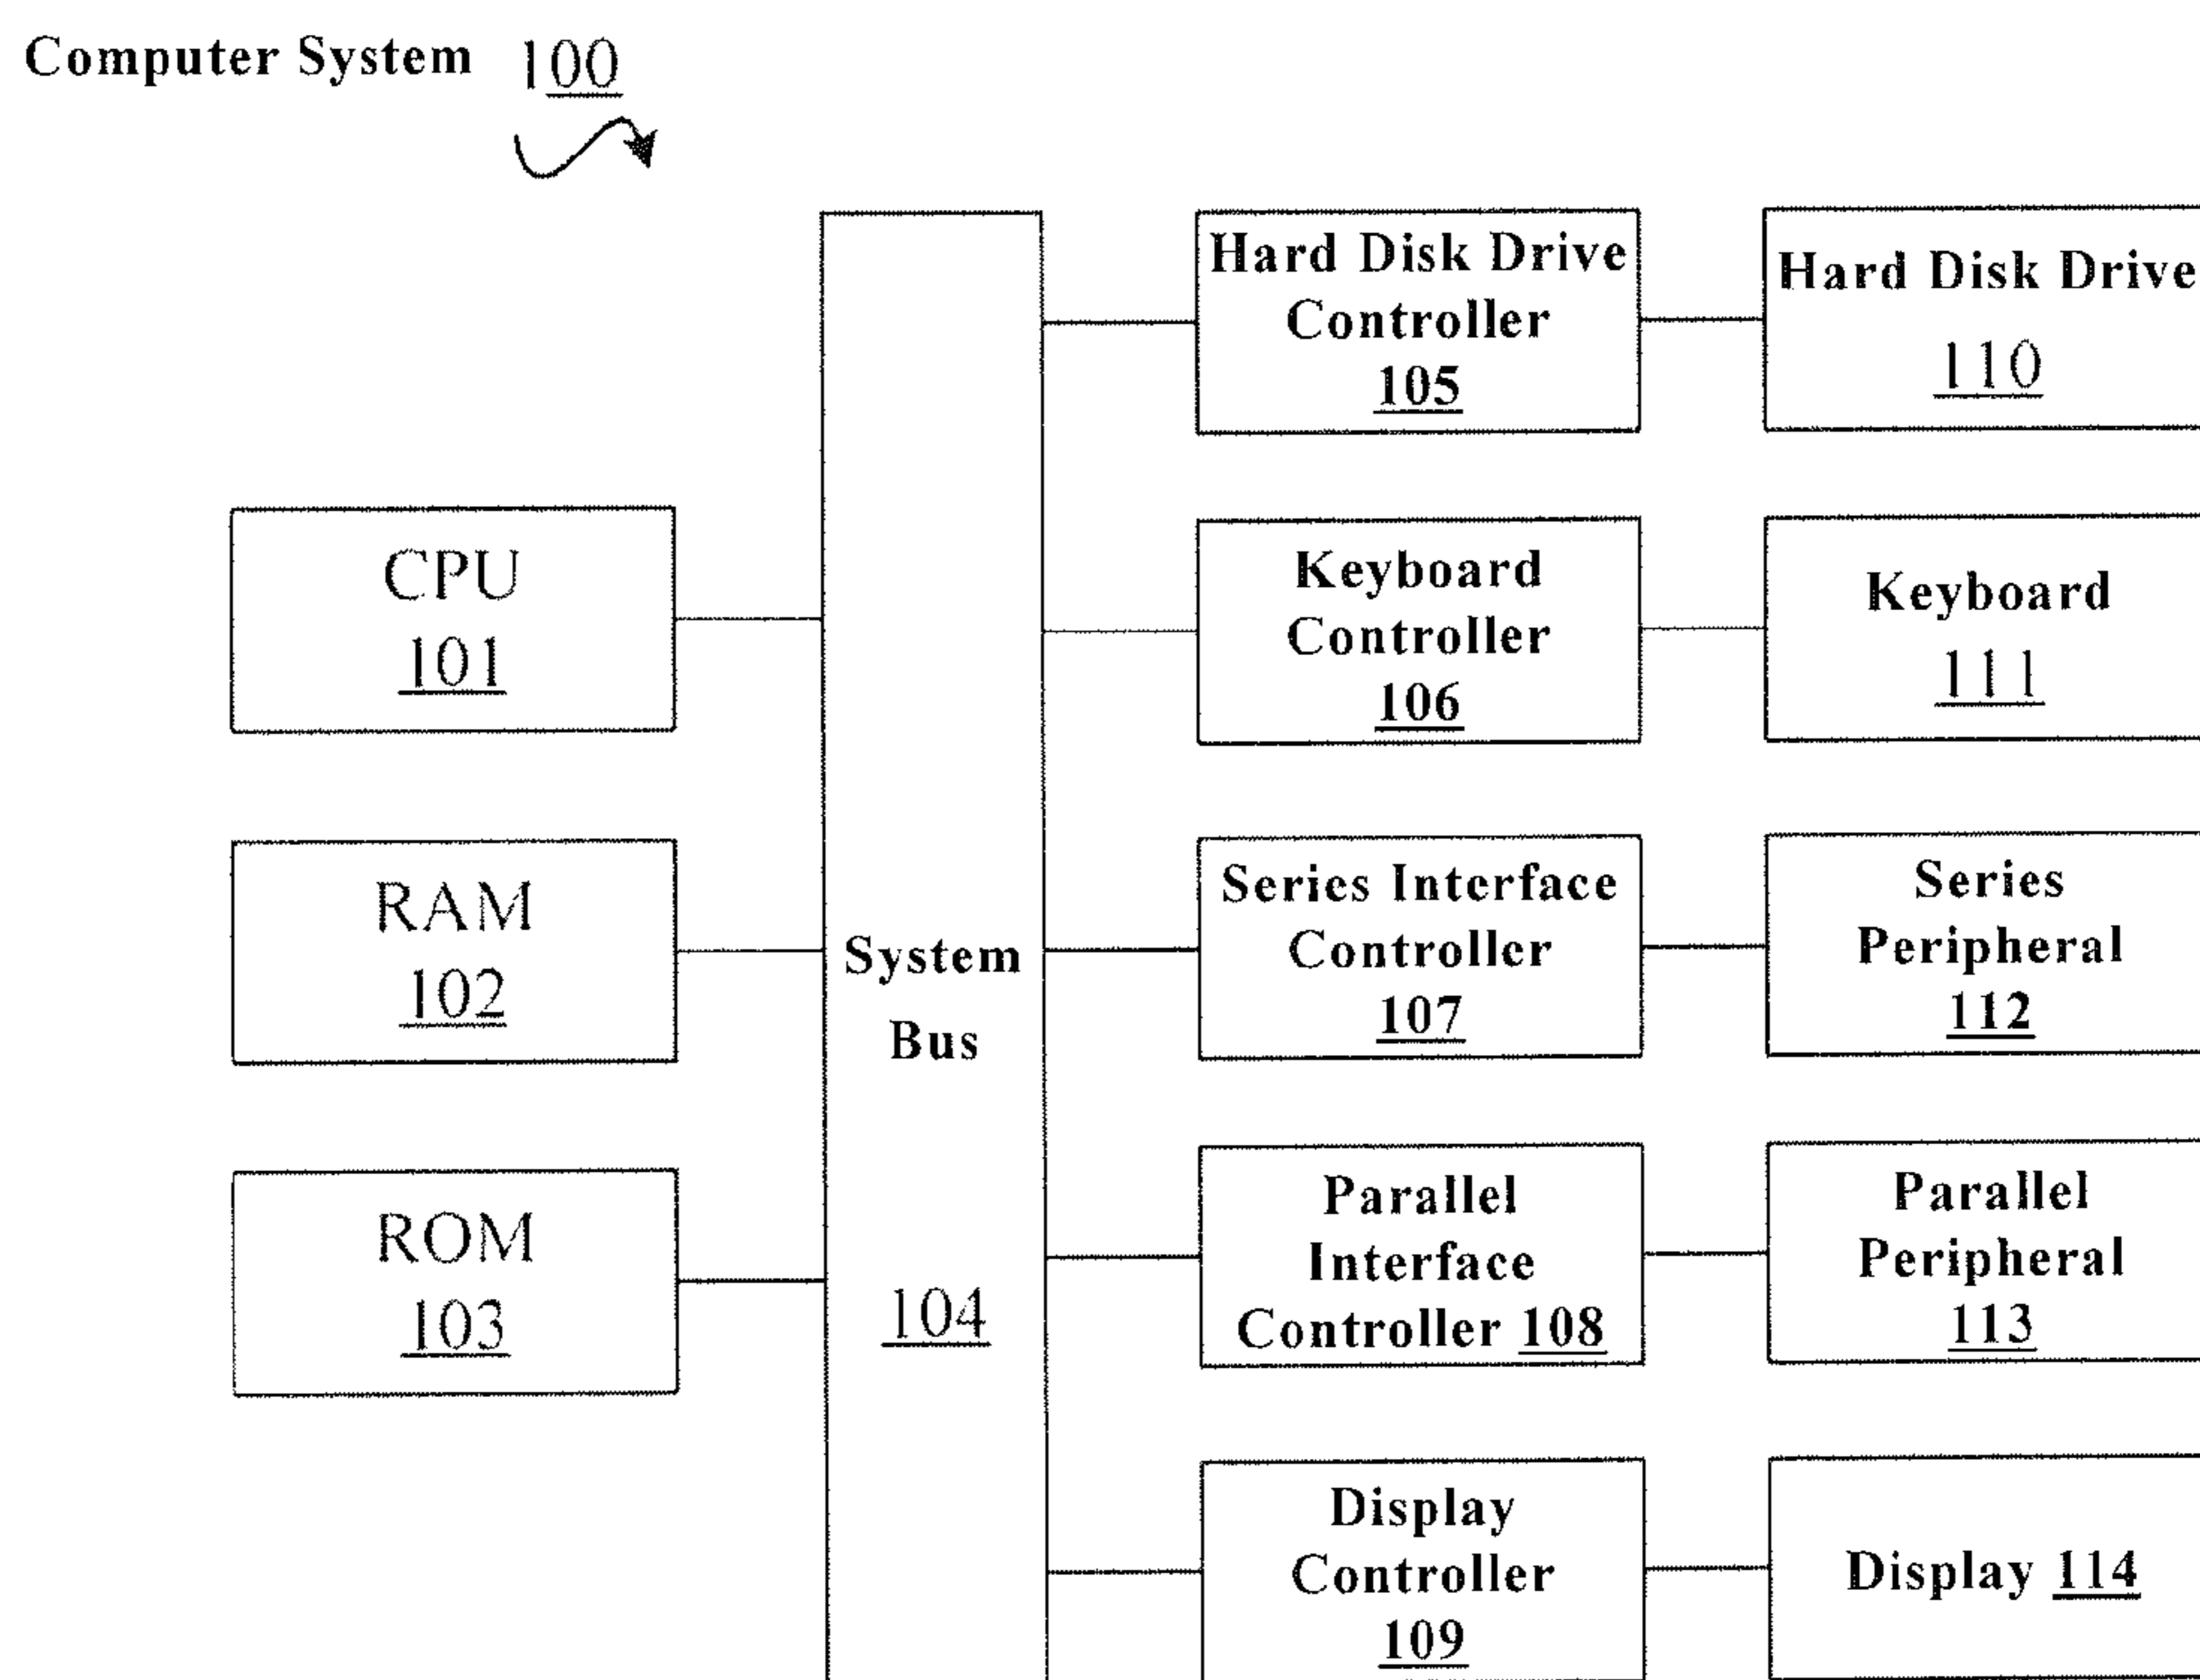 Computer System 100
Hard Disk Drive
Controller
105
Hard Disk Drive
110
CPU
101
Keyboard
Controller
106
Keyboard
111
RAM
102
System
Bus
104
Series Interface
Controller
107
Series
Peripheral
112
ROM
103
Parallel
Interface
Controller 108
Parallel
Peripheral
113
Display
Controller
109
Display 114